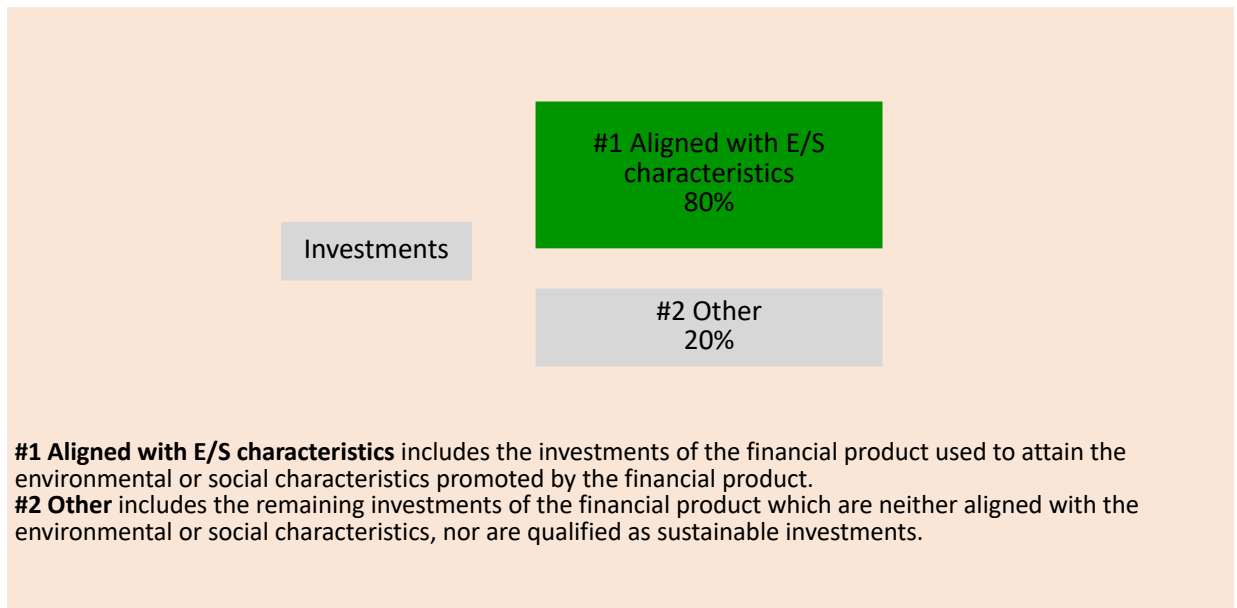 #1 Aligned with E/S
characteristics
80%
Investments
#2 Other
20%
#1 Aligned with E/S characteristics includes the investments of the financial product used to attain the
environmental or social characteristics promoted by the financial product.
#2 Other includes the remaining investments of the financial product which are neither aligned with the
environmental or social characteristics, nor are qualified as sustainable investments.